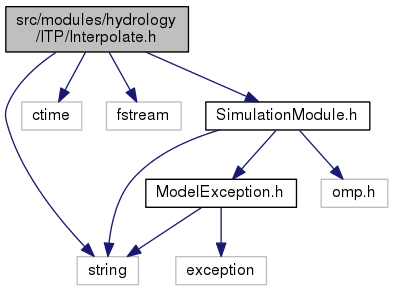 src/modules/hydrology
/ITP/Interpolate.h
ctime
fstream
SimulationModule.h
ModelException.h
omp.h
string
exception